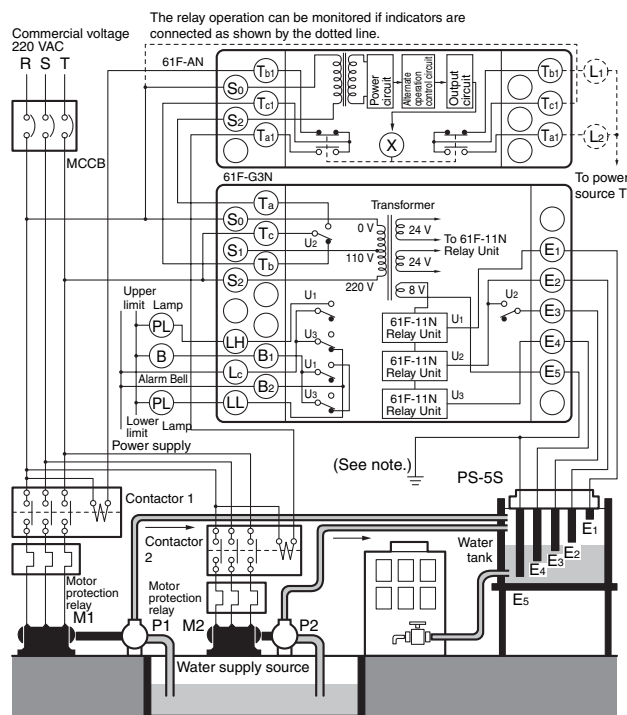 The relay operation can be monitored if indicators are
connected as shown by the dotted line.
Commercial voltage
220 VAC
R S T
61F-AN
MCCB
Tb1
S0
Tc1
S2
Ta1
Power circuit
Alternate operation control circuit
Output circuit
X
Tb1
Tc1
Ta1
L1
L2
To power
source T
61F-G3N
Ta
S0
Tc
S1
Tb
S2
U2
Transformer
0 V
110 V
220 V
24 V
24 V
8 V
To 61F-11N
Relay Unit
U2
E1
E2
E3
E4
E5
61F-11N
Relay Unit
U1
61F-11N
Relay Unit
U2
61F-11N
Relay Unit
U3
Upper
limit
Lamp
PL
B
Alarm Bell
PL
Lower
limit
Lamp
Power supply
LH
Lc
LL
B1
B2
U1
U3
U1
U3
(See note.)
PS-5S
Contactor 1
Contactor
2
Motor
protection
relay
M1
P1
Motor
protection
relay
M2
P2
Water
tank
E1
E2
E3
E4
E5
Water supply source